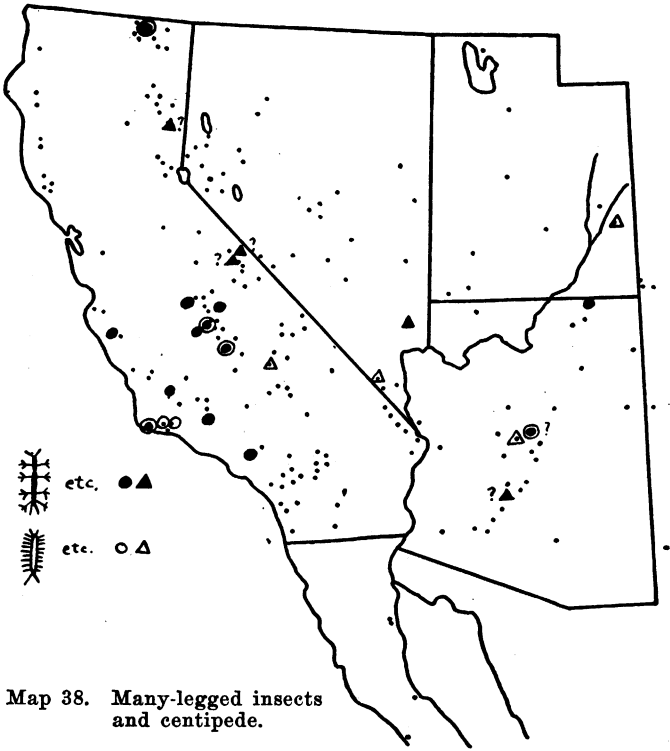 ?
?
?
?
?
etc.
etc.
Map 38. Many-legged insects
and centipede.